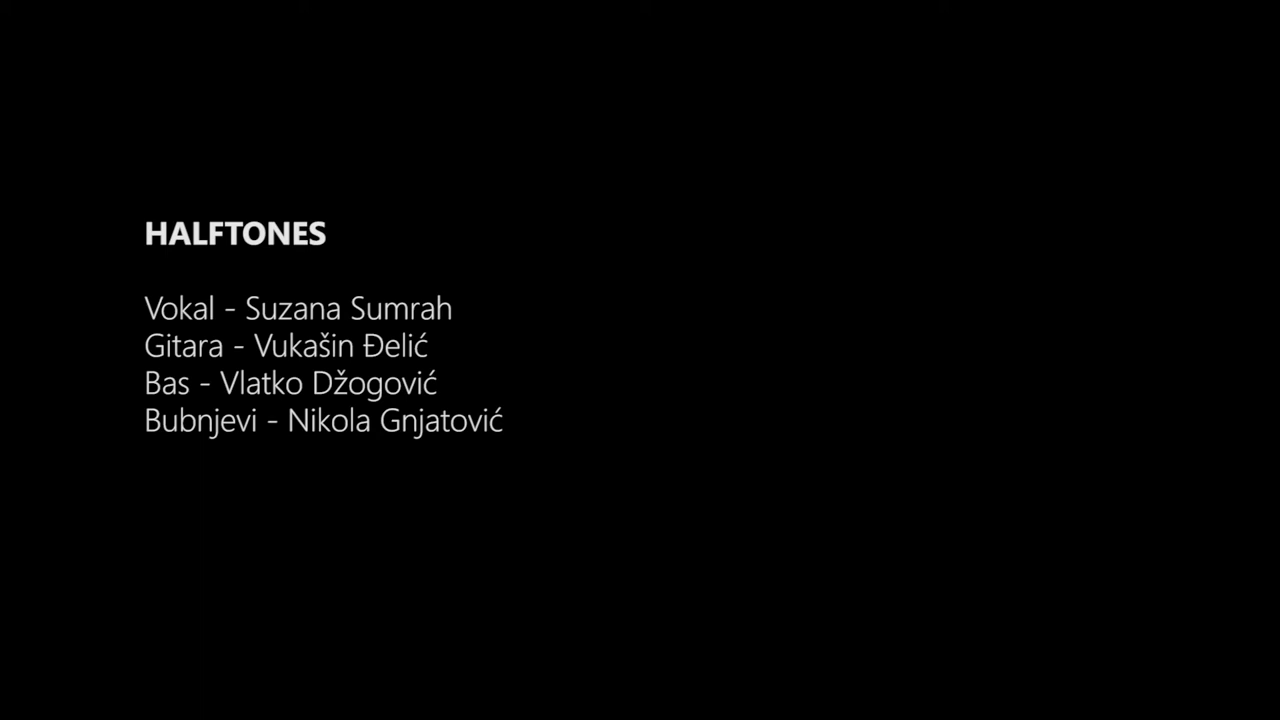 HALFTONES
Vokal - Suzana Sumrah
Gitara - Vukašin Đelić
Bas - Vlatko Džogović
Bubnjevi - Nikola Gnjatović